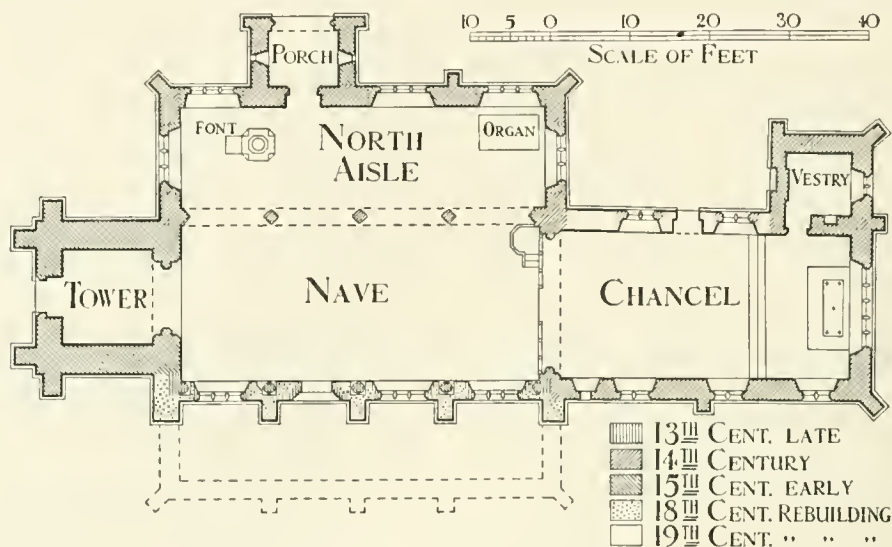 10 5 0 10 20 30 40
SCALE OF FEET
PORCH
FONT
ORGAN
NORTH
AISLE
VESTRY
TOWER
NAVE
CHANCEL
13TH CENT. LATE
14TH CENTURY
15TH CENT. EARLY
18TH CENT. REBUILDING
19TH CENT. " " "